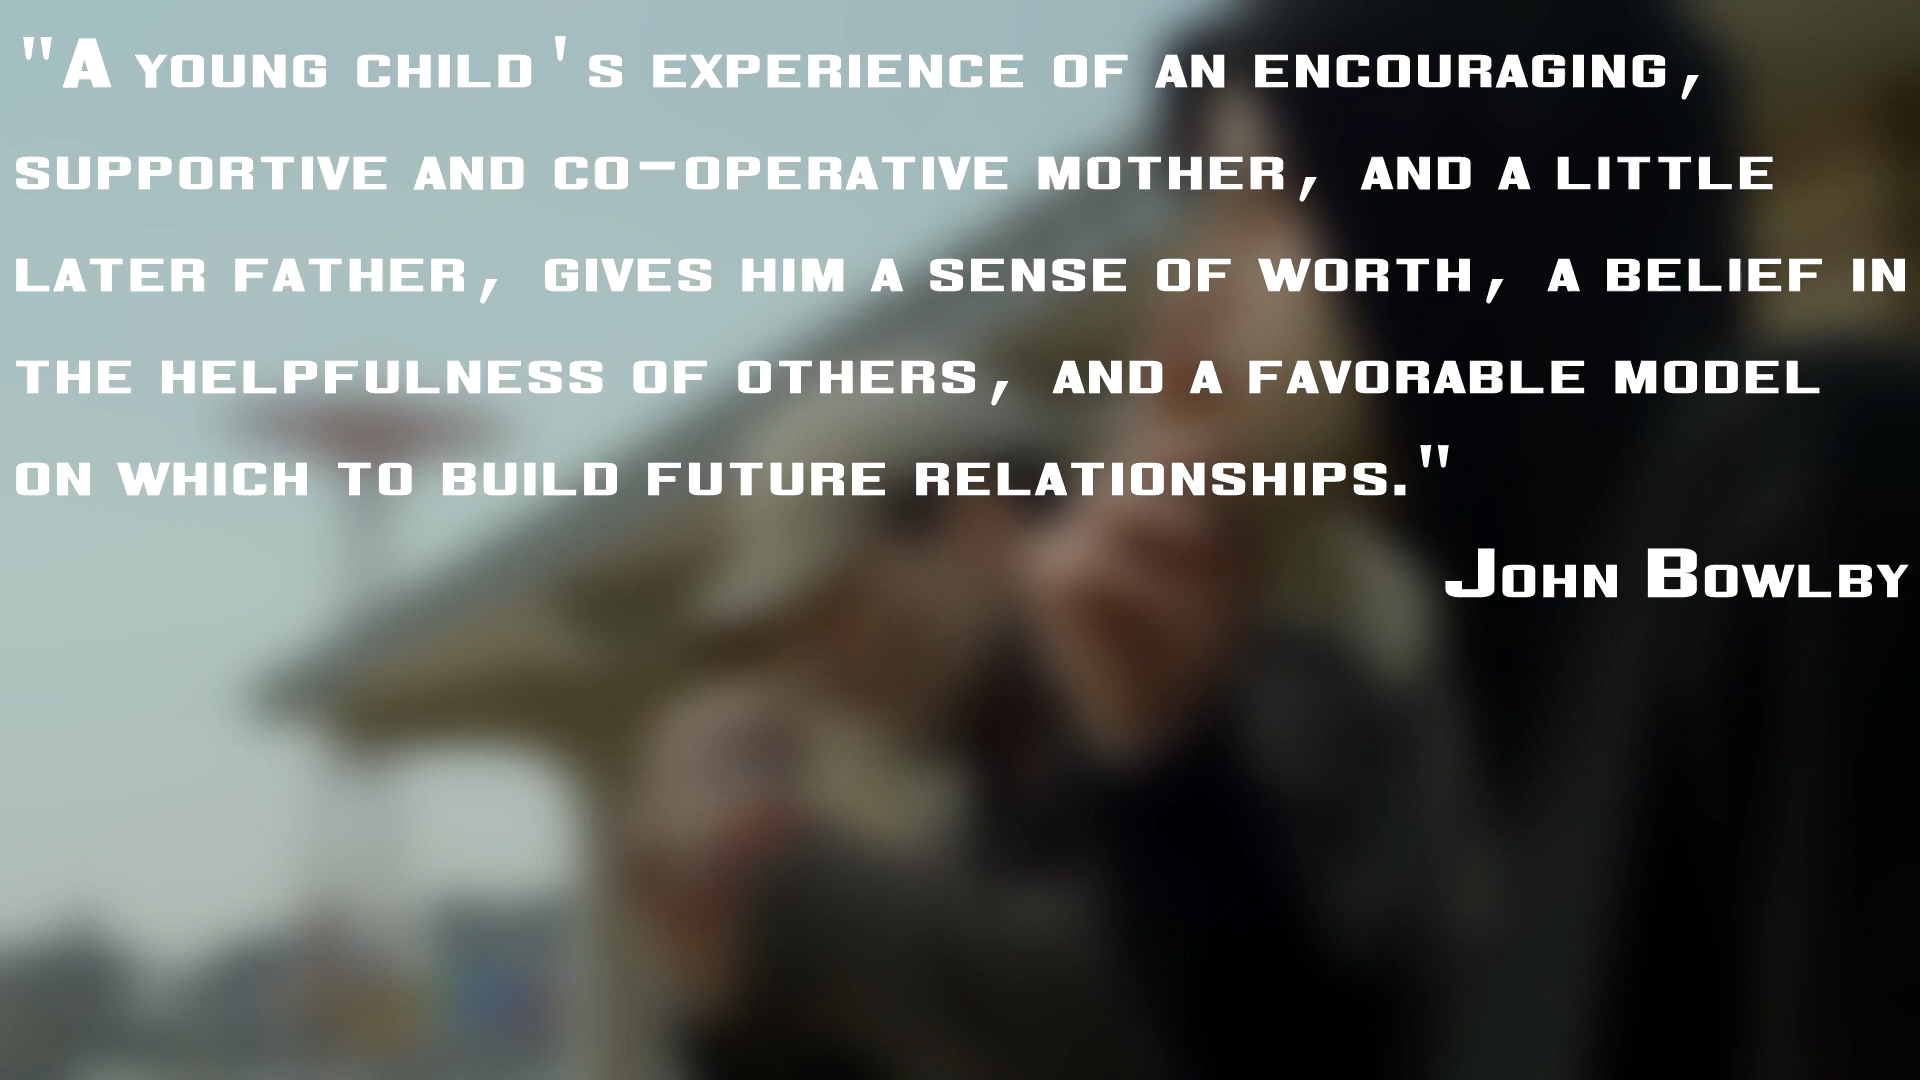 "A young child's experience of an encouraging,
supportive and co-operative mother, and a little
later father, gives him a sense of worth, a belief in
the helpfulness of others, and a favorable model
on which to build future relationships."
John Bowlby